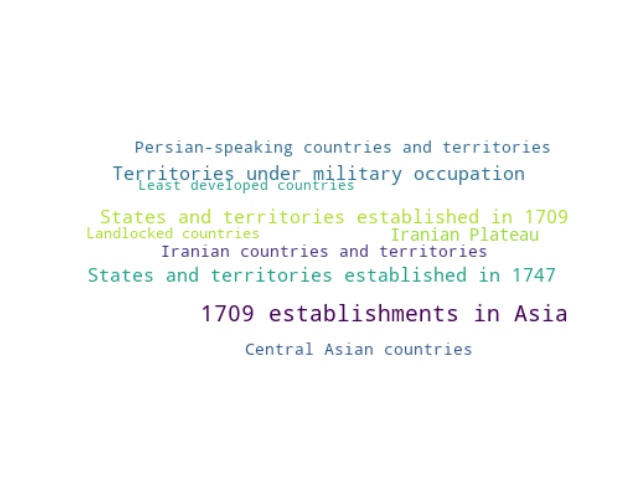 Persian-speaking countries and territories
Territories under military occupation
Least developed countries
States and territories established in 1709
Landlocked countries
Iranian Plateau
Iranian countries and territories
States and territories established in 1747
1709 establishments in Asia
Central Asian countries